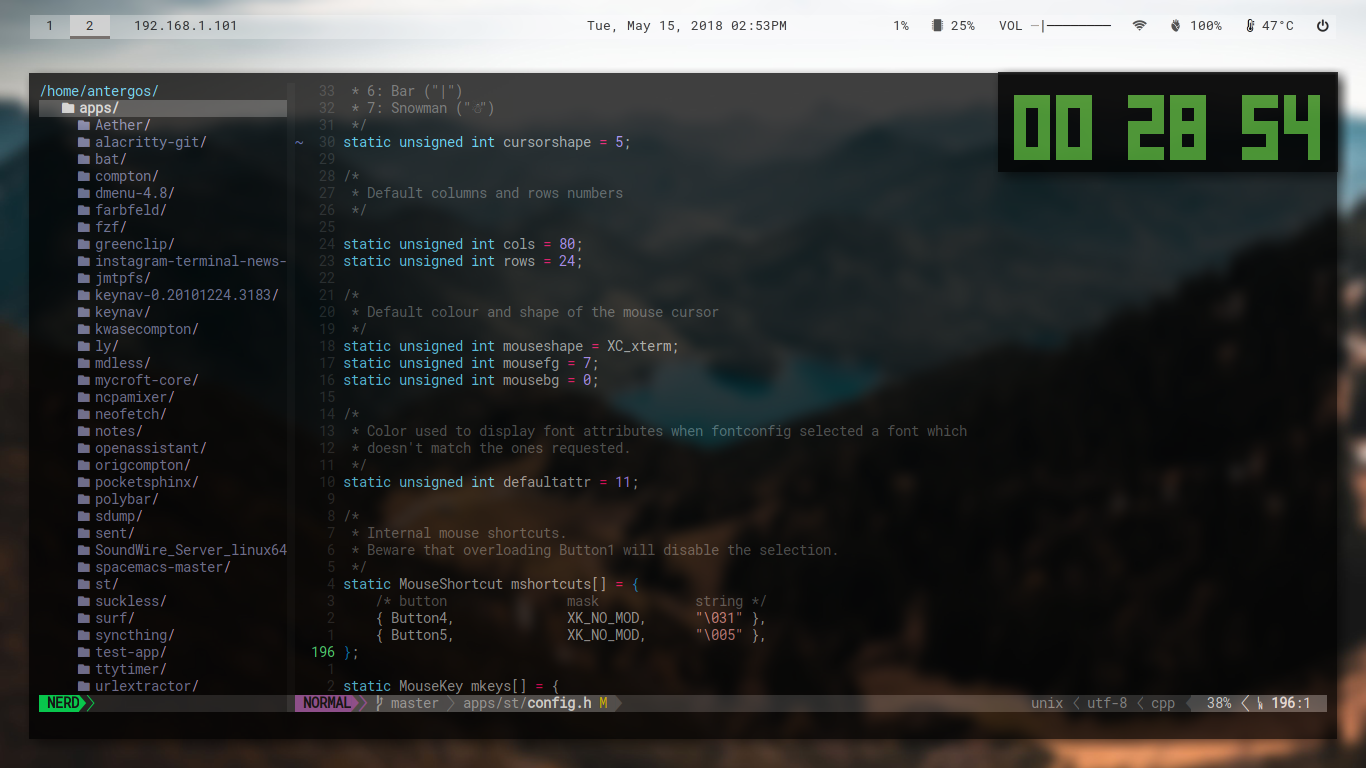 1 2 192.168.1.101 Tue, May 15, 2018 02:53PM 1% 25% VOL 100% 47°C
00 28 54
/home/antergos/
apps/
Aether/
alacritty-git/
bat/
compton/
dmenu-4.8/
farbfeld/
fzf/
greenclip/
instagram-terminal-news-
jmtpfs/
keynav-0.20101224.3183/
keynav/
kwasecompton/
ly/
mdless/
mycroft-core/
ncpamixer/
neofetch/
notes/
openassistant/
origcompton/
pocketsphinx/
polybar/
sdump/
sent/
SoundWire_Server_linux64
spacemacs-master/
st/
suckless/
surf/
syncthing/
test-app/
ttytimer/
urlextractor/
NERD
33 * 6: Bar ("|")
32 * 7: Snowman ("☃")
31 */
~ 30 static unsigned int cursorshape = 5;
29
28 /*
27 * Default columns and rows numbers
26 */
25
24 static unsigned int cols = 80;
23 static unsigned int rows = 24;
22
21 /*
20 * Default colour and shape of the mouse cursor
19 */
18 static unsigned int mouseshape = XC_xterm;
17 static unsigned int mousefg = 7;
16 static unsigned int mousebg = 0;
15
14 /*
13 * Color used to display font attributes when fontconfig selected a font which
12 * doesn't match the ones requested.
11 */
10 static unsigned int defaultattr = 11;
9
8 /*
7 * Internal mouse shortcuts.
6 * Beware that overloading Button1 will disable the selection.
5 */
4 static MouseShortcut mshortcuts[] = {
3 /* button mask string */
2 { Button4, XK_NO_MOD, "\031" },
1 { Button5, XK_NO_MOD, "\005" },
196 };
1
2 static MouseKey mkeys[] = {
NORMAL master apps/st/config.h M unix utf-8 cpp 38% 196:1